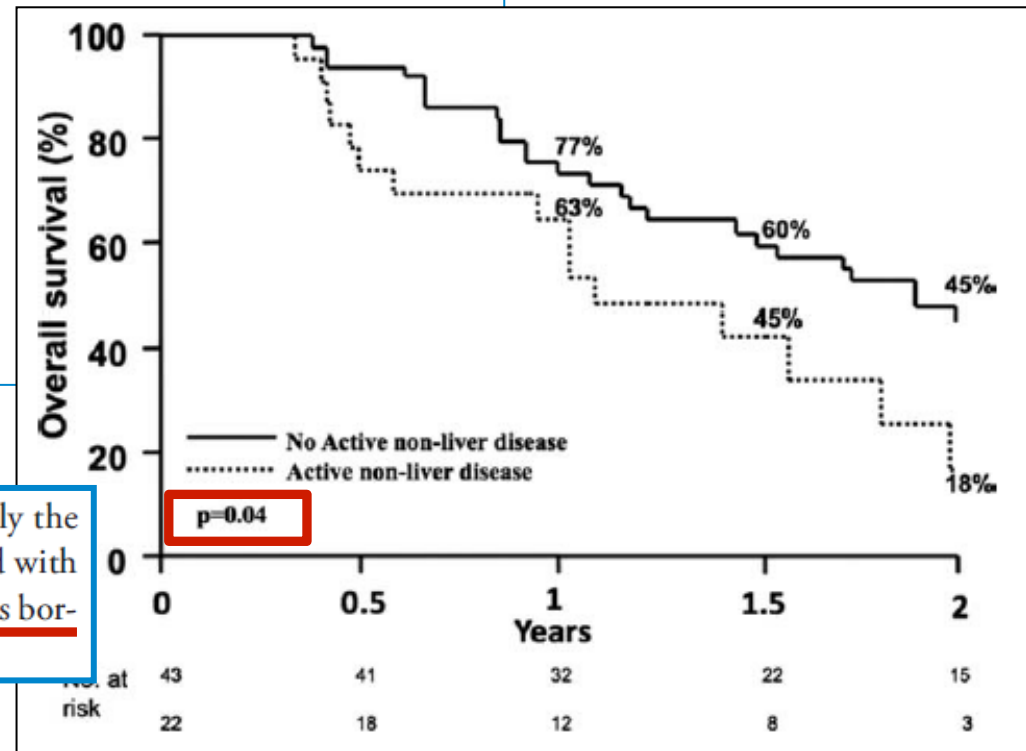 100
80
60
40
20
0
Overall survival (%)
77%
63%
60%
45%
45%
18%
No Active non-liver disease
Active non-liver disease
p=0.04
ly the
with
s bor-
0 0.5 1 1.5 2
Years
at 43 41 32 22 15
risk
22 18 12 8 3